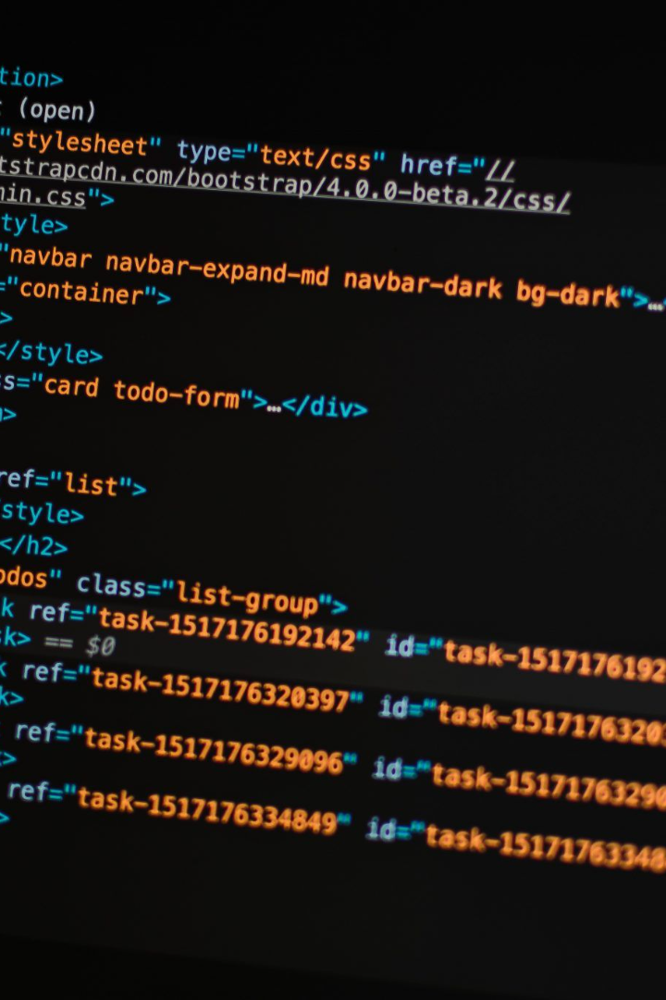 tion>
(open)
"stylesheet" type="text/css" href="//
tstrapcdn.com/bootstrap/4.0.0-beta.2/css/
min.css">
tyle>
"navbar navbar-expand-md navbar-dark bg-dark">…<
="container">
>
</style>
ss="card todo-form">…</div>
>
ref="list">
style>
</h2>
odos" class="list-group">
k ref="task-1517176192142" id="task-1517176192
sk> == $0
k ref="task-1517176320397" id="task-15171763203
k>
ref="task-1517176329096" id="task-15171763290
>
ref="task-1517176334849" id="task-15171763348
>